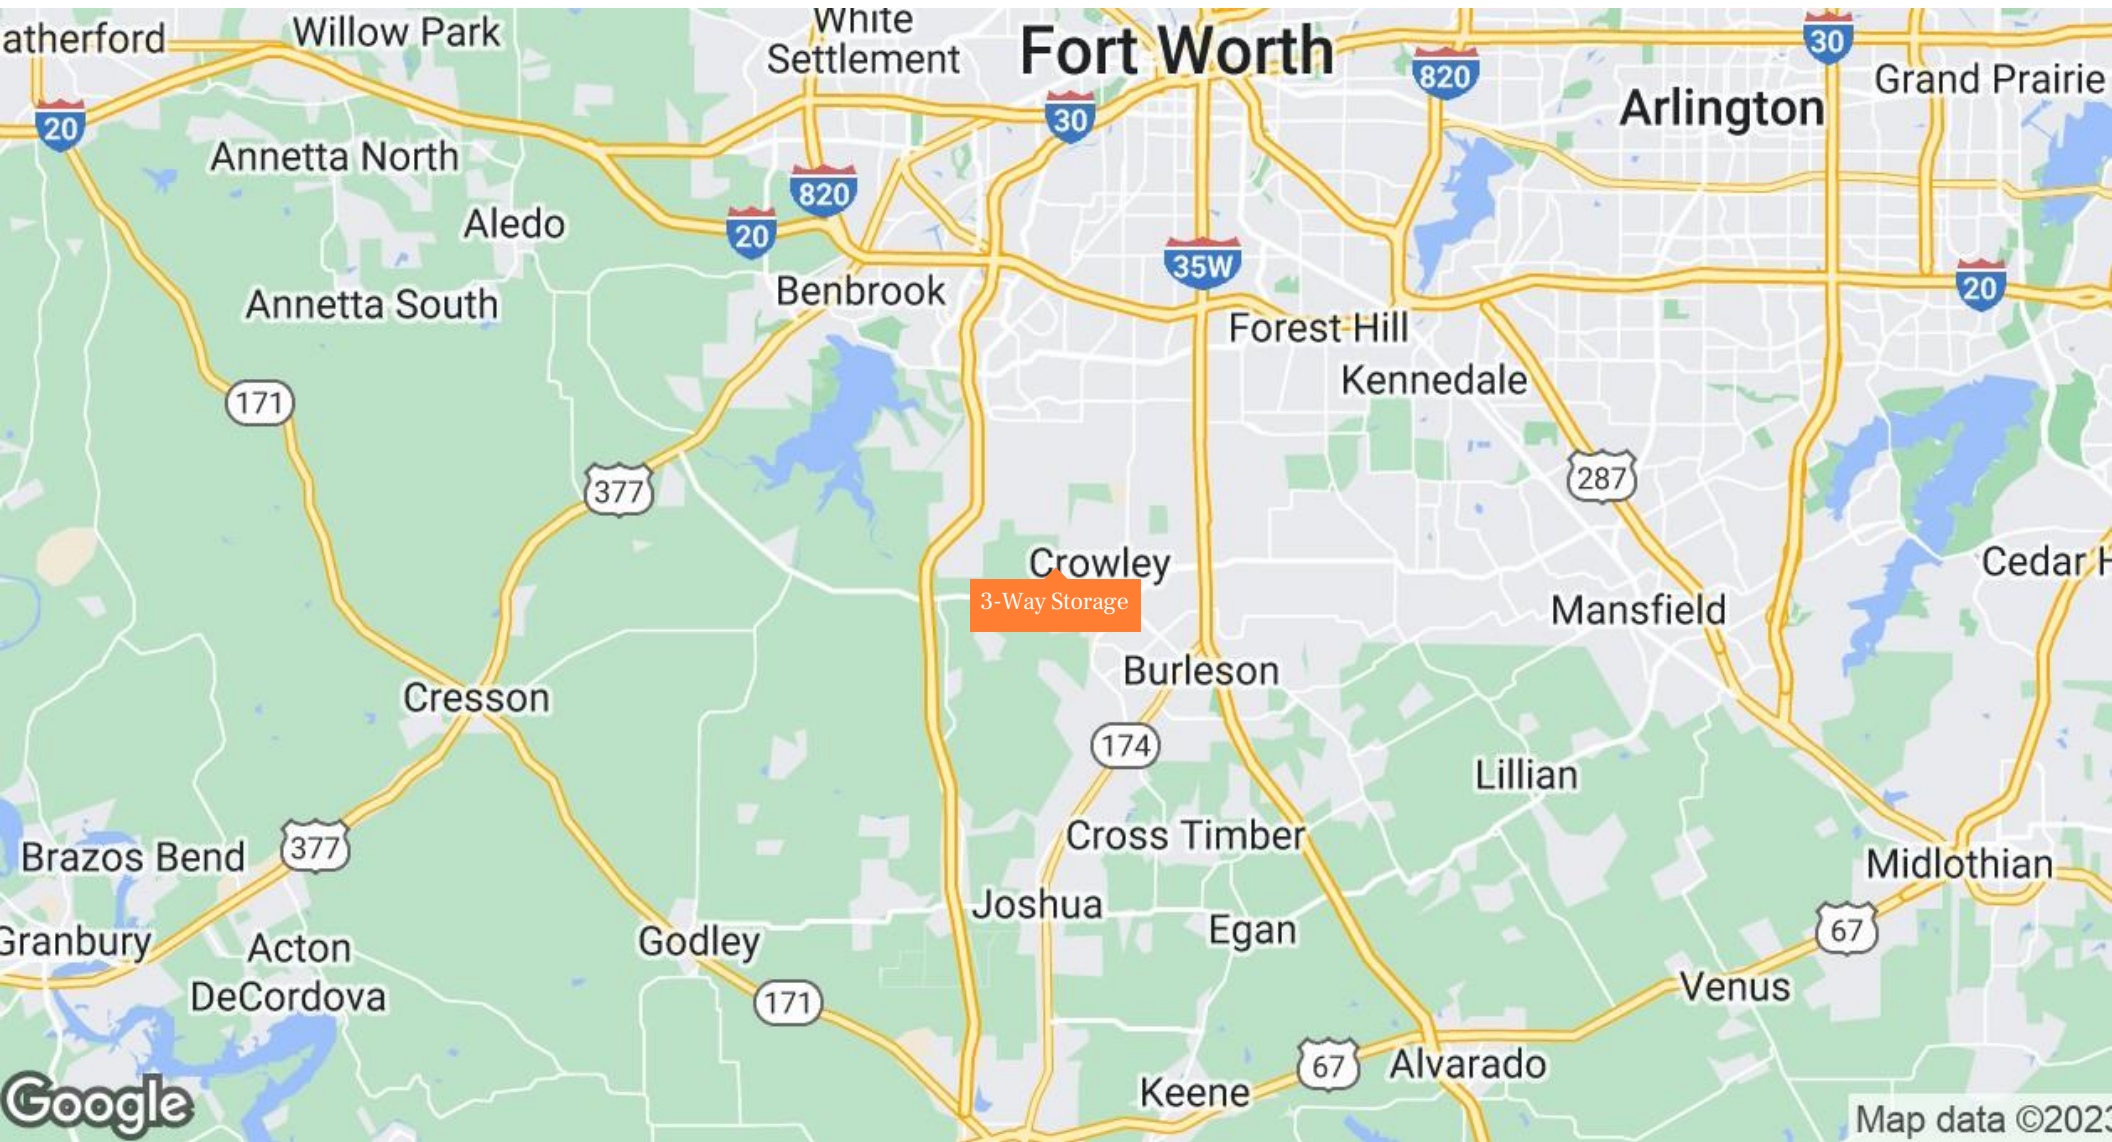 atherford
Willow Park
White
Settlement
Fort Worth
30
820
Grand Prairie
Arlington
20
30
Annetta North
820
Aledo
20
35W
Benbrook
20
Annetta South
Forest Hill
Kennedale
171
377
287
Crowley
Cedar H
3-Way Storage
Mansfield
Burleson
Cresson
174
Lillian
Cross Timber
377
Brazos Bend
Midlothian
Joshua
Egan
67
Granbury
Acton
Godley
DeCordova
171
Venus
67
Alvarado
Keene
Google
Map data ©2023